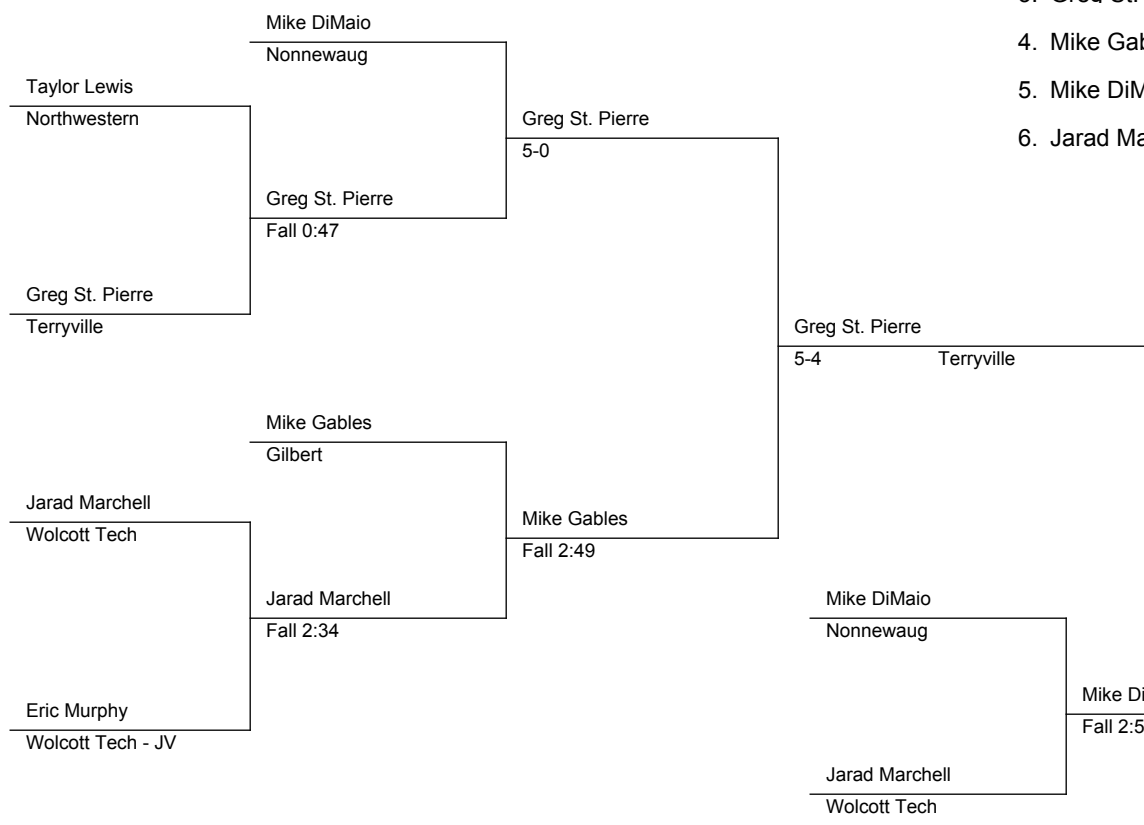 Mike DiMaio
Nonnewaug
4. Mike
Taylor Lewis
Northwestern
5. Mike
Greg St. Pierre
5-0
6. Jarad
Greg St. Pierre
Fall 0:47
Greg St. Pierre
Terryville
Greg St. Pierre
5-4 Terryville
Mike Gables
Gilbert
Jarad Marchell
Wolcott Tech
Mike Gables
Fall 2:49
Jarad Marchell
Fall 2:34
Mike DiMaio
Nonnewaug
Eric Murphy
Wolcott Tech - JV
Mike
Fall
Jarad Marchell
Wolcott Tech